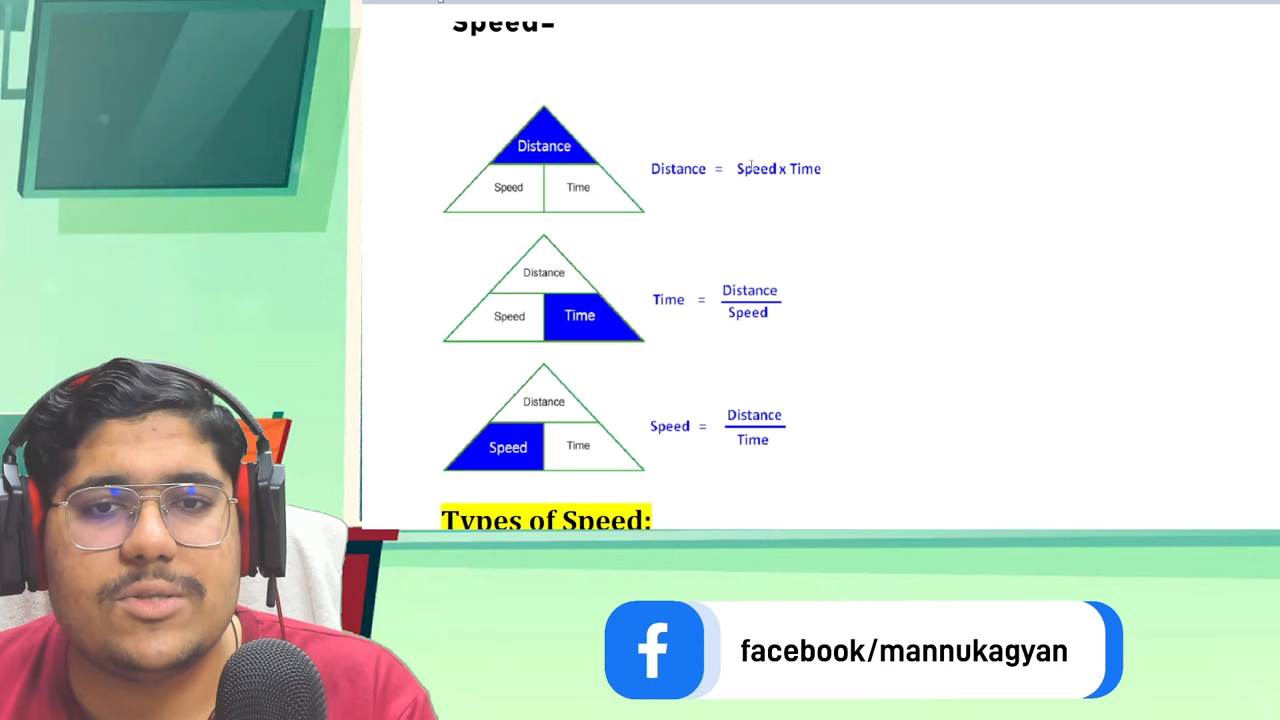 Speed=
Distance
Speed
Time
Distance = Speed x Time
Distance
Speed
Time
Time = Distance
Speed
Distance
Speed
Time
Speed = Distance
Time
Types of Speed:
facebook/mannukagyan